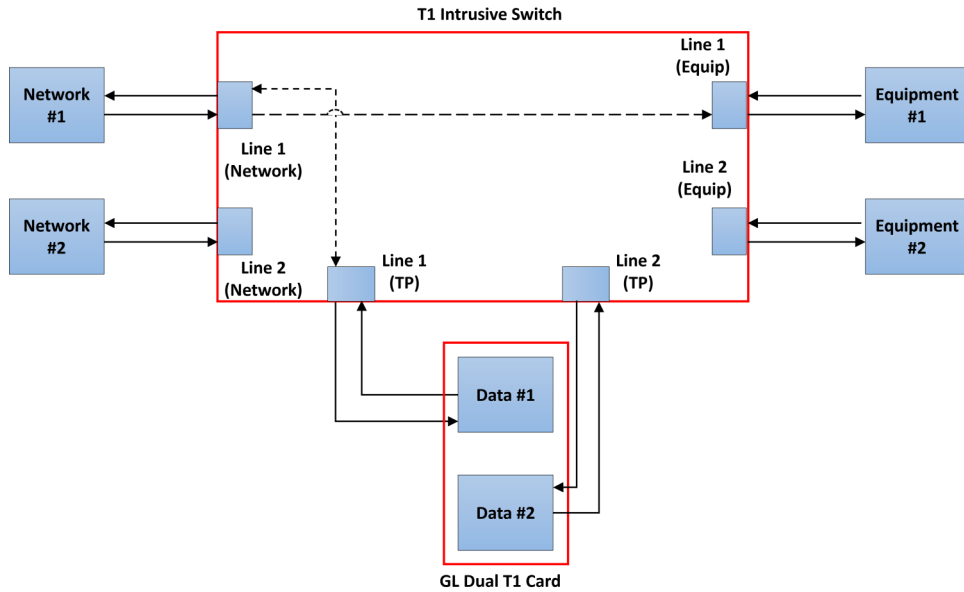 T1 Intrusive Switch
Network
#1
Line 1
(Equip)
Equipment
#1
Line 1
(Network)
Line 2
(Equip)
Network
#2
Equipment
#2
Line 2
(Network)
Line 1
(TP)
Line 2
(TP)
Data #1
Data #2
GL Dual T1 Card